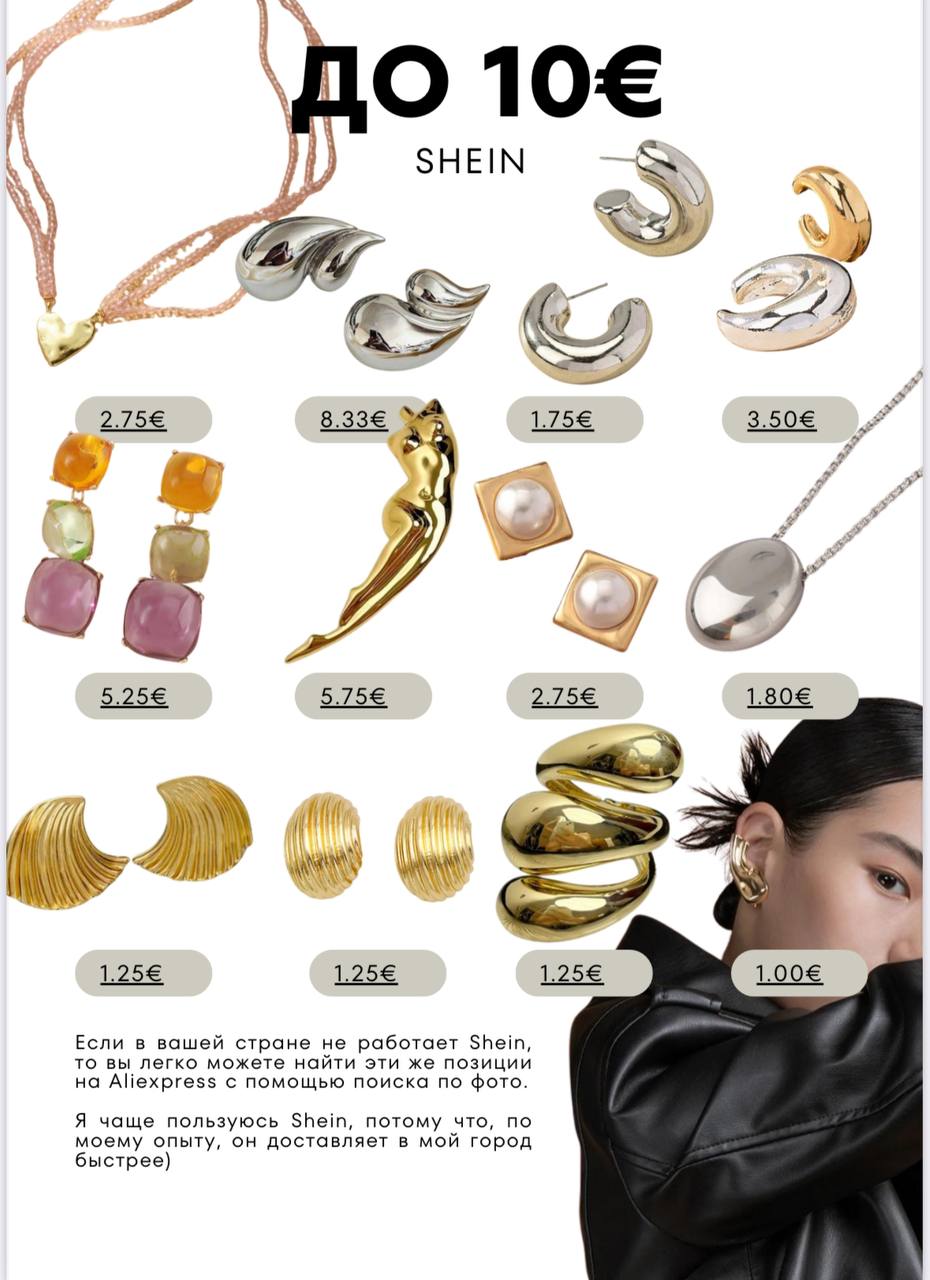 ДО 10€
SHEIN
2.75€
8.33€
1.75€
3.50€
5.25€
5.75€
2.75€
1.80€
1.25€
1.25€
1.25€
1.00€
Если в вашей стране не работает Shein,
то вы легко можете найти эти же позиции
на Aliexpress с помощью поиска по фото.
Я чаще пользуюсь Shein, потому что, по
моему опыту, он доставляет в мой город
быстрее)